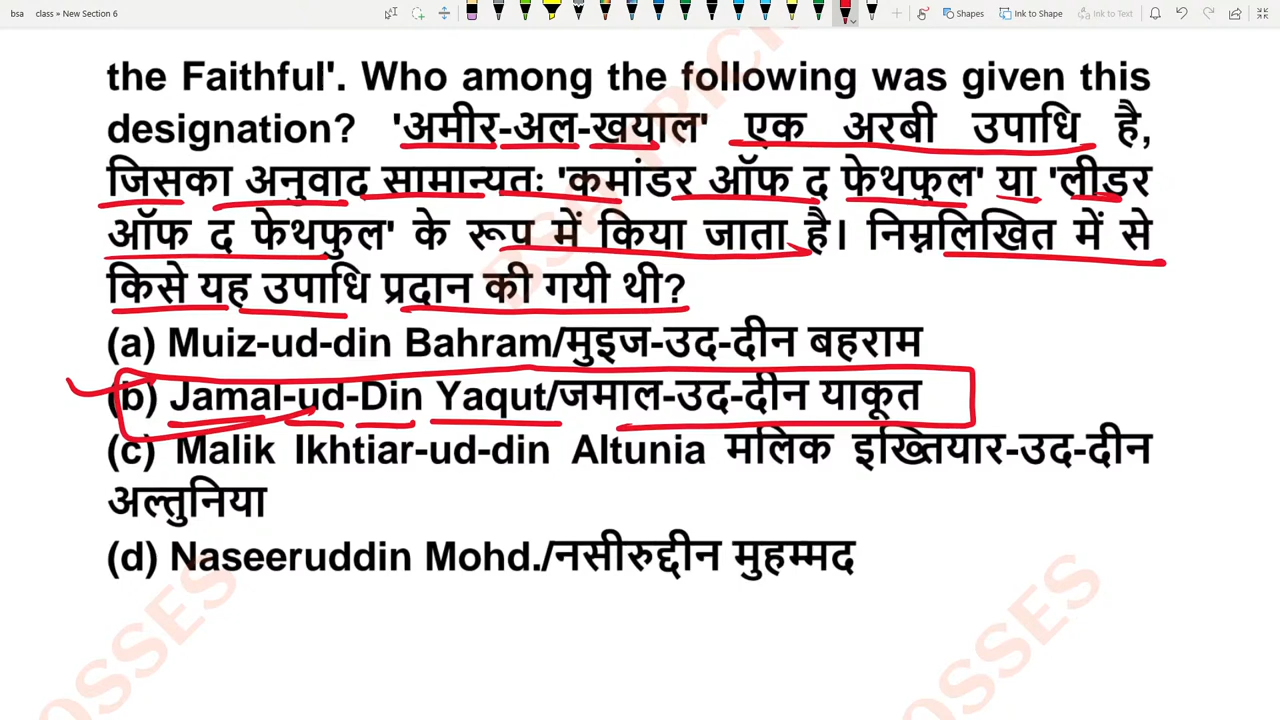 bsa class » New Section 6 Shapes Ink to Shape Ink to Text
the Faithful'. Who among the following was given this
designation? 'अमीर-अल-खयाल' एक अरबी उपाधि है,
जिसका अनुवाद सामान्यतः 'कमांडर ऑफ द फेथफुल' या 'लीडर
ऑफ द फेथफुल' के रूप में किया जाता है। निम्नलिखित में से
किसे यह उपाधि प्रदान की गयी थी?
(a) Muiz-ud-din Bahram/मुइज-उद-दीन बहराम
(b) Jamal-ud-Din Yaqut/जमाल-उद-दीन याकूत
(c) Malik Ikhtiar-ud-din Altunia मलिक इख्तियार-उद-दीन
अल्तुनिया
(d) Naseeruddin Mohd./नसीरुद्दीन मुहम्मद